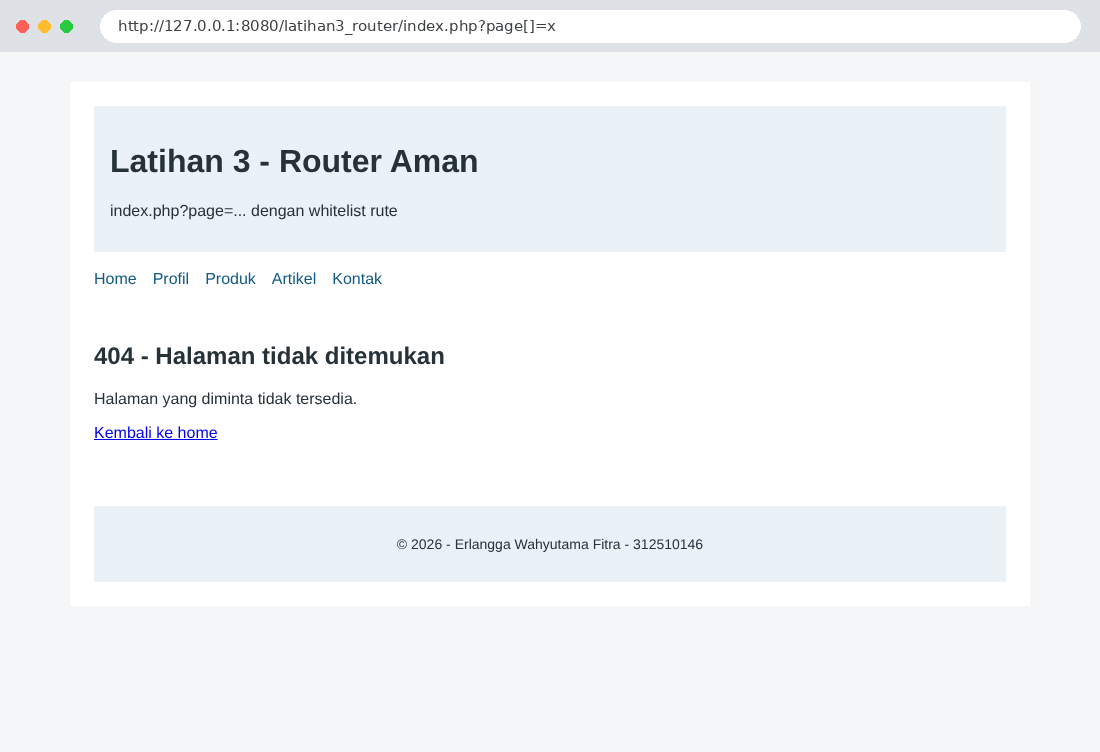 http://127.0.0.1:8080/latihan3_router/index.php?page[]=x
Latihan 3 - Router Aman
index.php?page=... dengan whitelist rute
Home Profil Produk Artikel Kontak
404 - Halaman tidak ditemukan
Halaman yang diminta tidak tersedia.
Kembali ke home
© 2026 - Erlangga Wahyutama Fitra - 312510146